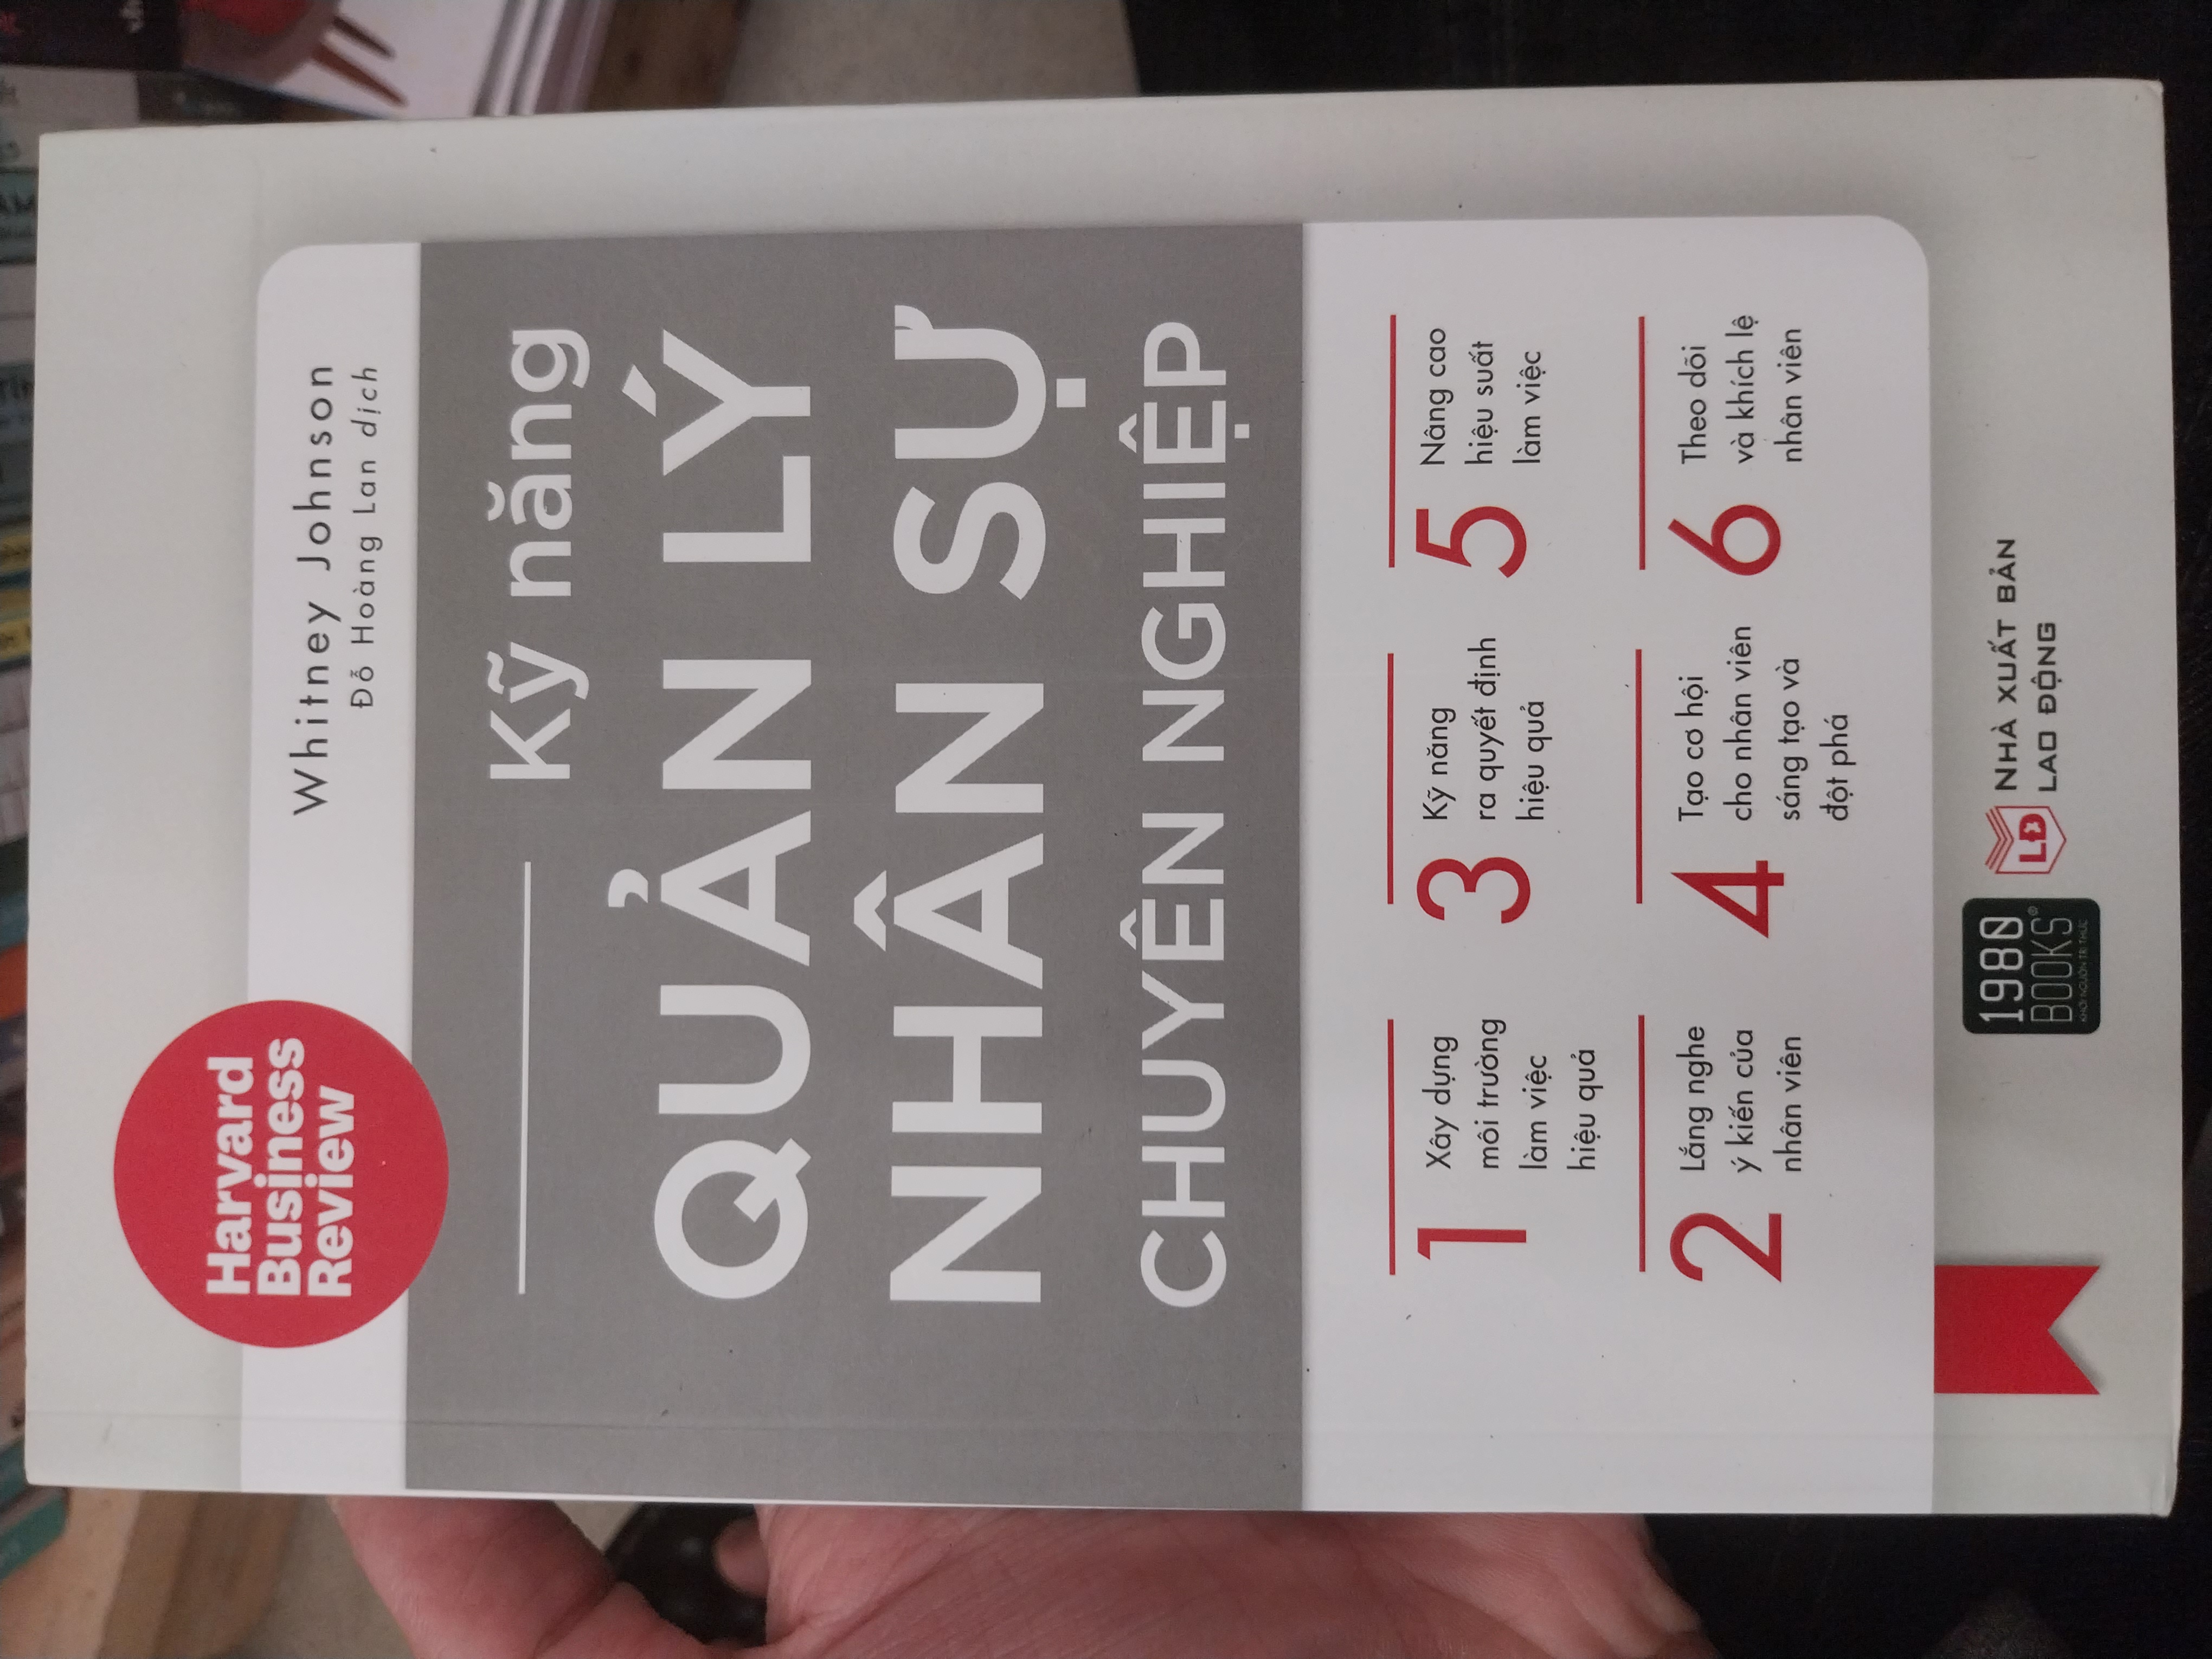 Harvard
Business
Review
Whitney Johnson
Đỗ Hoàng Lan dịch
Kỹ năng
QUẢN LÝ
NHÂN SỰ
CHUYÊN NGHIỆP
1
Xây dựng
môi trường
làm việc
hiệu quả
2
Lắng nghe
ý kiến của
nhân viên
3
Kỹ năng
ra quyết định
hiệu quả
4
Tạo cơ hội
cho nhân viên
sáng tạo và
đột phá
5
Nâng cao
hiệu suất
làm việc
6
Theo dõi
và khích lệ
nhân viên
1980
BOOKS®
KHƠI NGUỒN TRI THỨC
LĐ
NHÀ XUẤT BẢN
LAO ĐỘNG